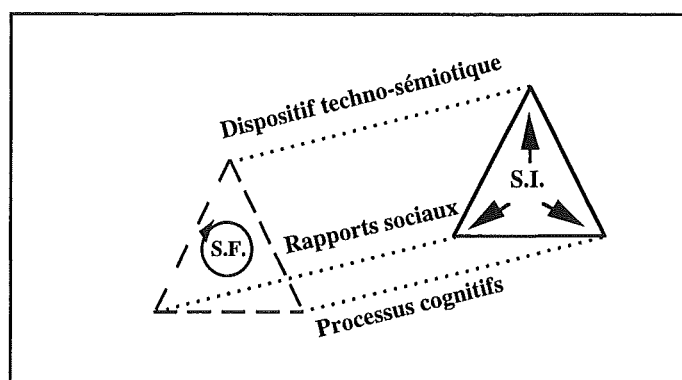 Dispositif techno-sémiotique
S.I.
Rapports sociaux
S.F.
Processus cognitifs